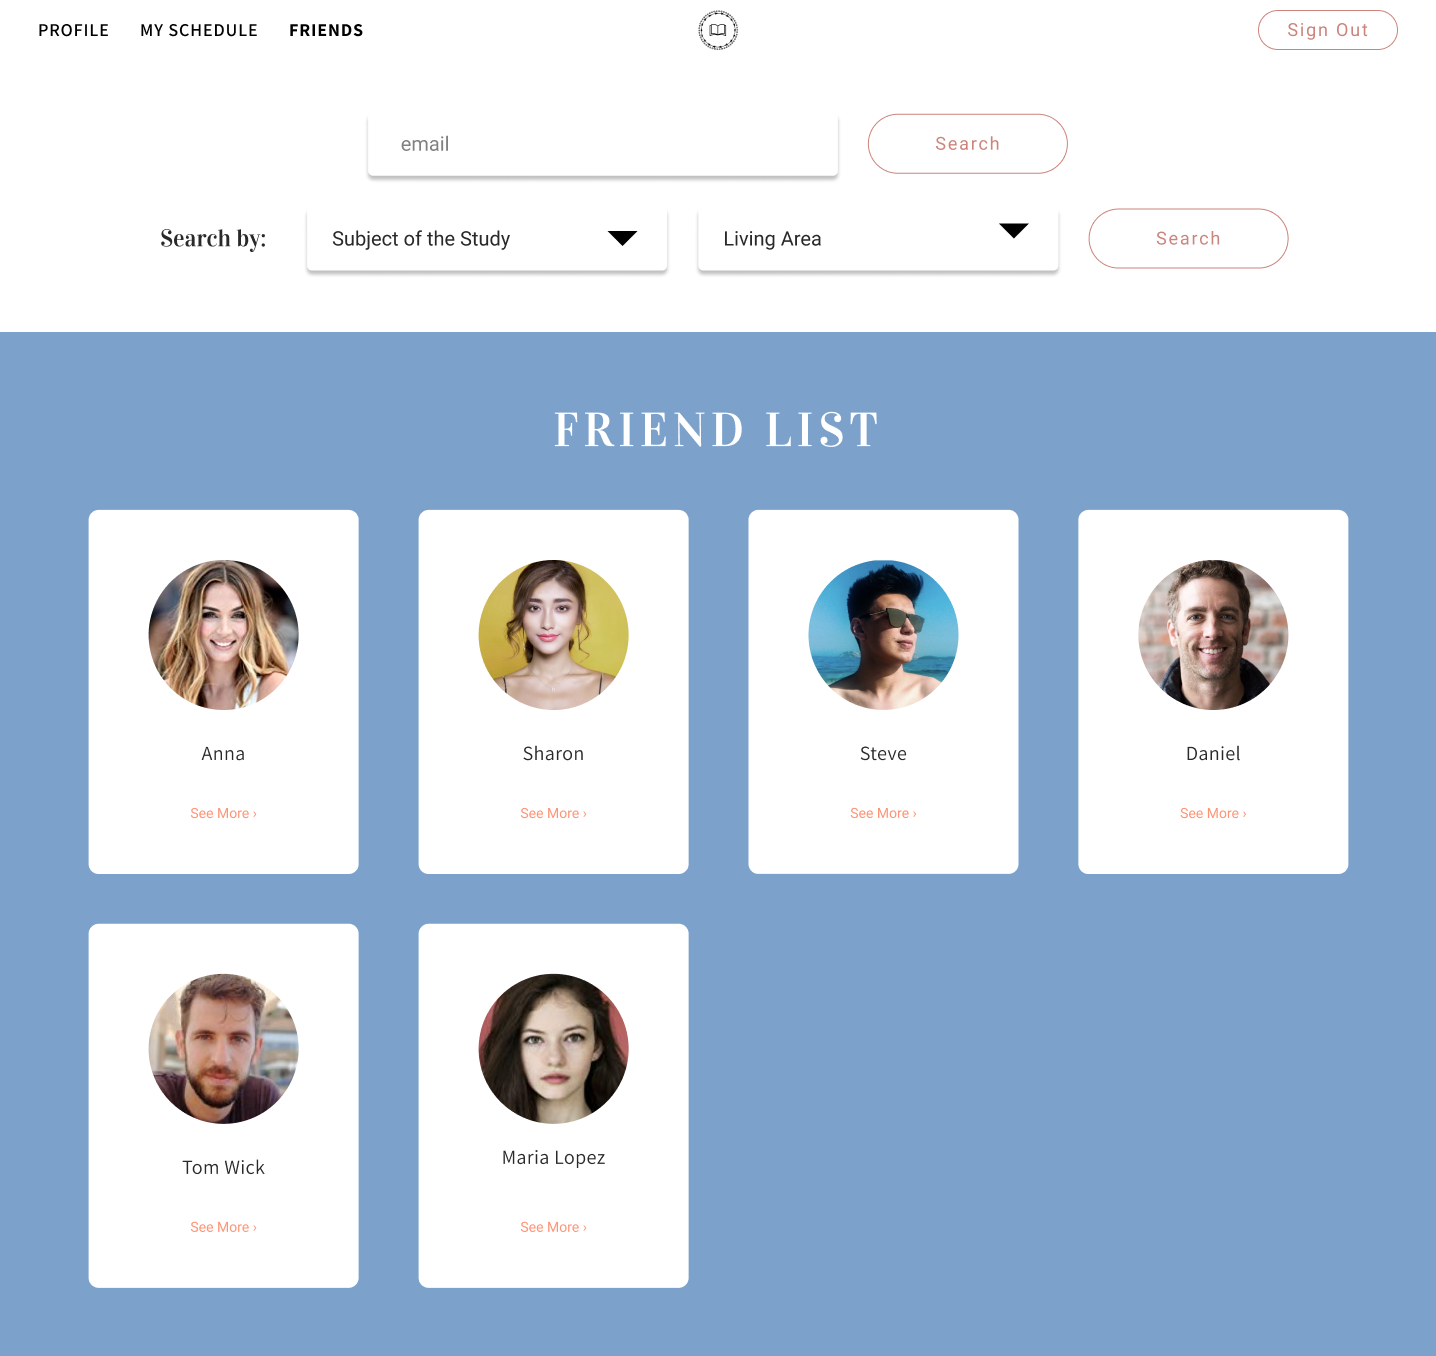 PROFILE MY SCHEDULE FRIENDS Sign Out
email Search
Search by: Subject of the Study Living Area Search
FRIEND LIST
Anna Sharon Steve Daniel
See More › See More › See More › See More ›
Tom Wick Maria Lopez
See More › See More ›